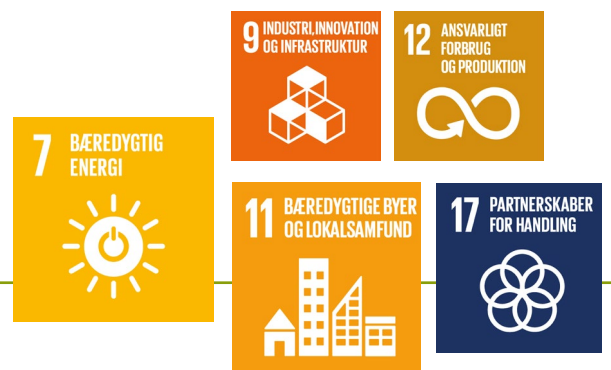 7 BÆREDYGTIG
ENERGI
9 INDUSTRI, INNOVATION
OG INFRASTRUKTUR
12 ANSVARLIGT
FORBRUG
OG PRODUKTION
11 BÆREDYGTIGE BYER
OG LOKALSAMFUND
17 PARTNERSKABER
FOR HANDLING